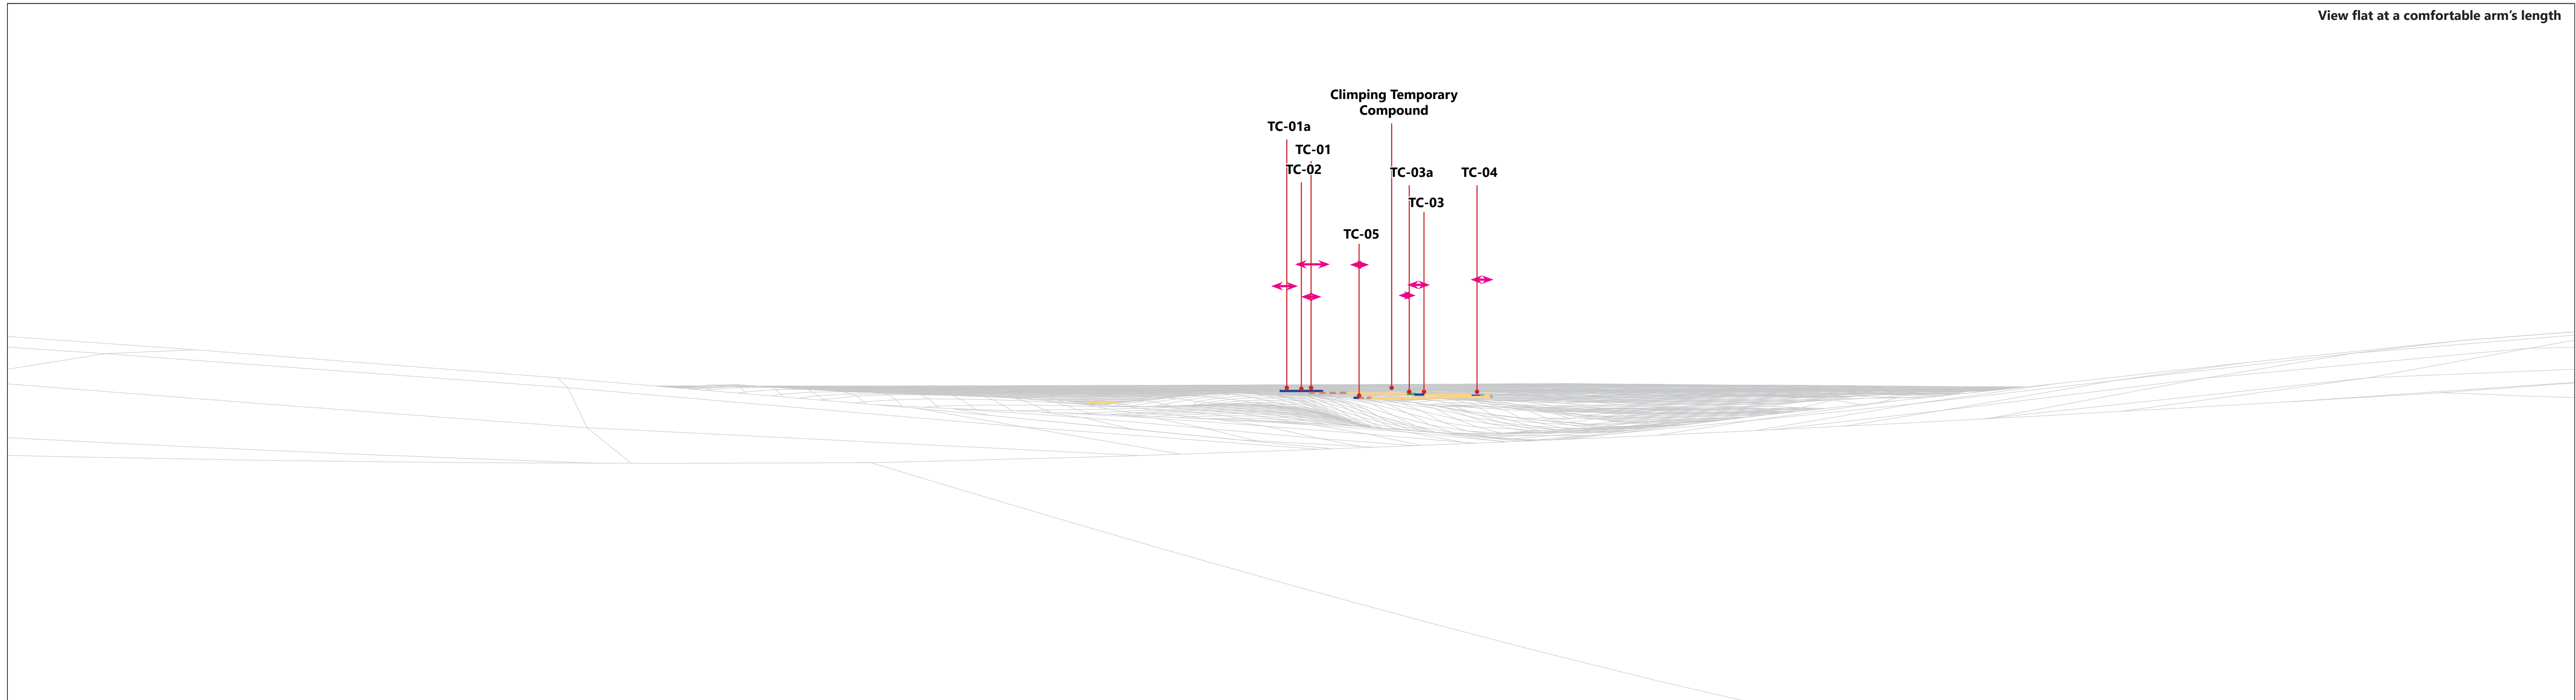 View flat at a comfortable arm’s length
Climping Temporary
Compound
TC-01a
TC-01
TC-02
TC-03a
TC-04
TC-03
TC-05